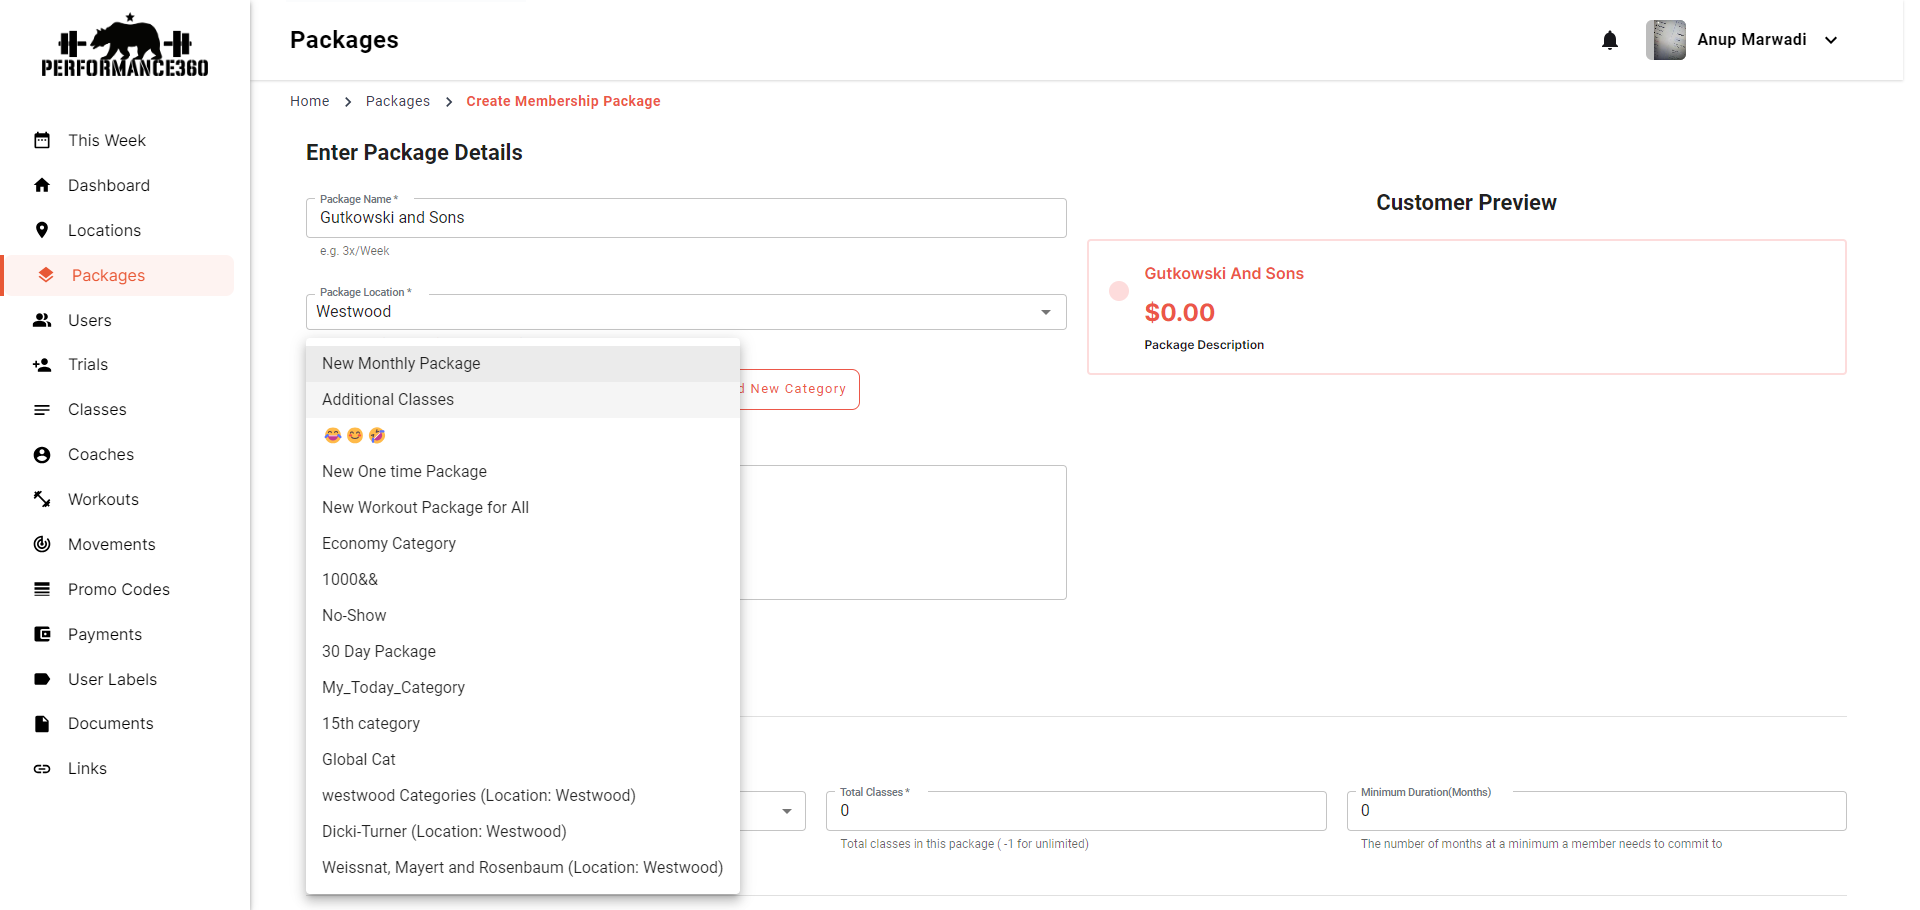 PERFORMANCE360
This Week
Dashboard
Locations
Packages
Users
Trials
Classes
Coaches
Workouts
Movements
Promo Codes
Payments
User Labels
Documents
Links
Packages
Anup Marwadi
Home > Packages > Create Membership Package
Enter Package Details
Package Name *
Gutkowski and Sons
e.g. 3x/Week
Package Location *
Westwood
New Monthly Package
Additional Classes
😂 😊 🤣
New One time Package
New Workout Package for All
Economy Category
1000&&
No-Show
30 Day Package
My_Today_Category
15th category
Global Cat
westwood Categories (Location: Westwood)
Dicki-Turner (Location: Westwood)
Weissnat, Mayert and Rosenbaum (Location: Westwood)
d New Category
Customer Preview
Gutkowski And Sons
$0.00
Package Description
Total Classes *
0
Total classes in this package ( -1 for unlimited)
Minimum Duration(Months)
0
The number of months at a minimum a member needs to commit to